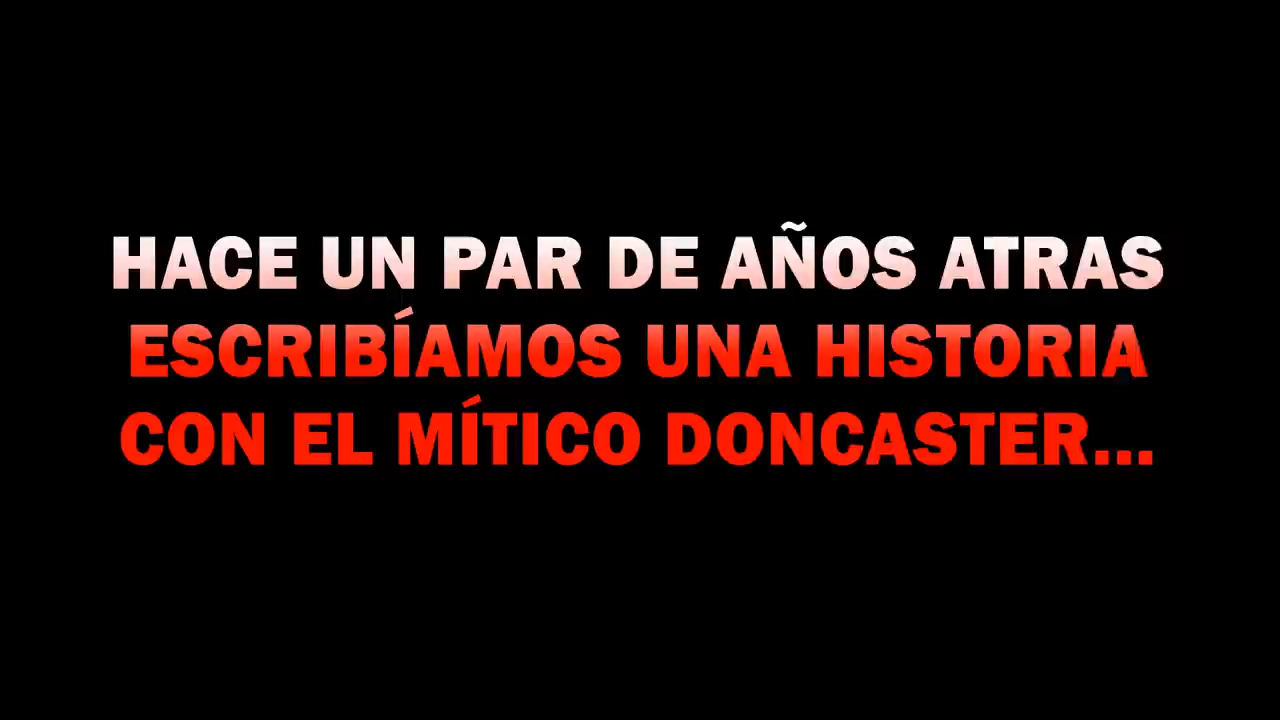 HACE UN PAR DE AÑOS ATRAS
ESCRIBÍAMOS UNA HISTORIA
CON EL MÍTICO DONCASTER...